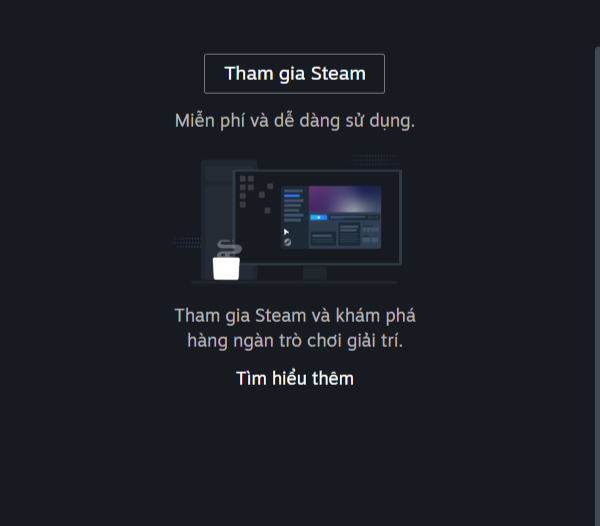 Tham gia Steam
Miễn phí và dễ dàng sử dụng.
Tham gia Steam và khám phá
hàng ngàn trò chơi giải trí.
Tìm hiểu thêm